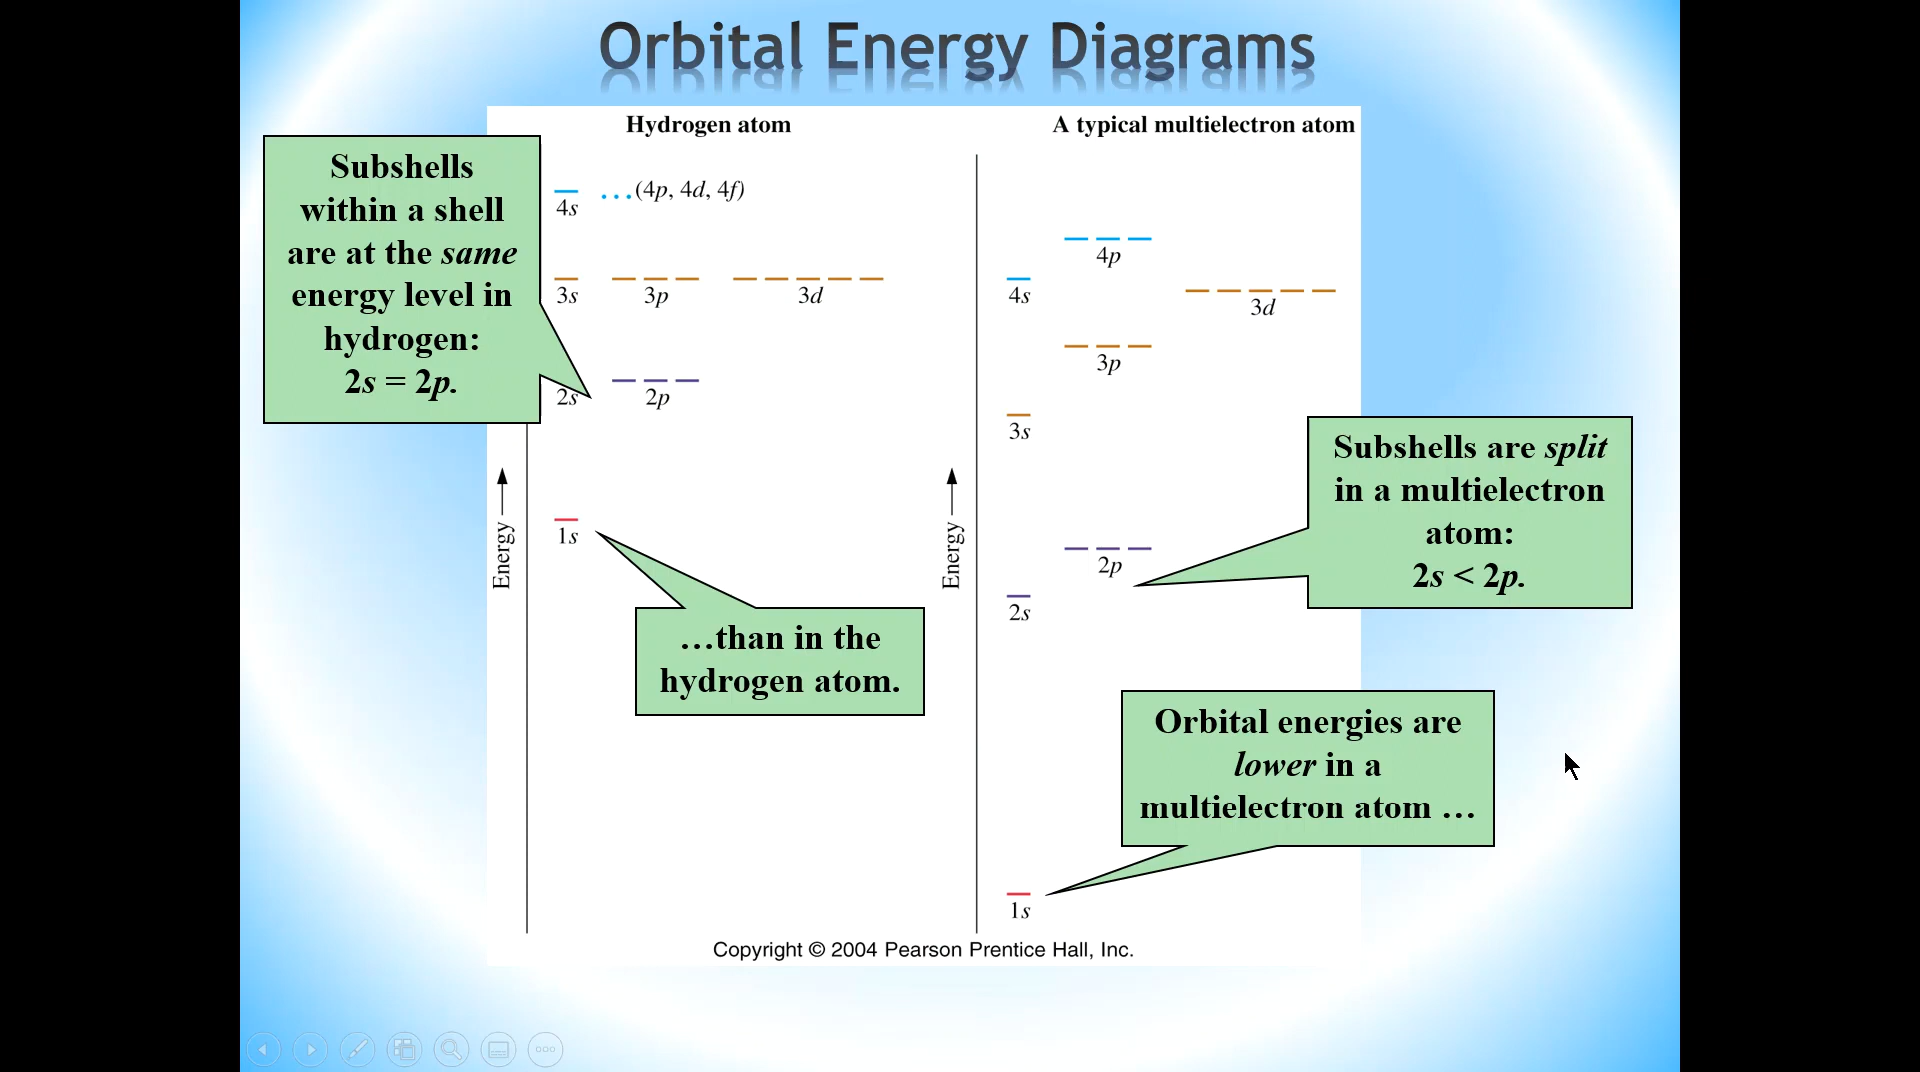 Orbital Energy Diagrams
Hydrogen atom
A typical multielectron atom
Subshells
within a shell
are at the same
energy level in
hydrogen:
2s = 2p.
4s ...(4p, 4d, 4f)
3s 3p 3d
2s 2p
1s
Energy
…than in the
hydrogen atom.
4p
4s
3d
3p
3s
2p
2s
1s
Energy
Subshells are split
in a multielectron
atom:
2s < 2p.
Orbital energies are
lower in a
multielectron atom …
Copyright © 2004 Pearson Prentice Hall, Inc.